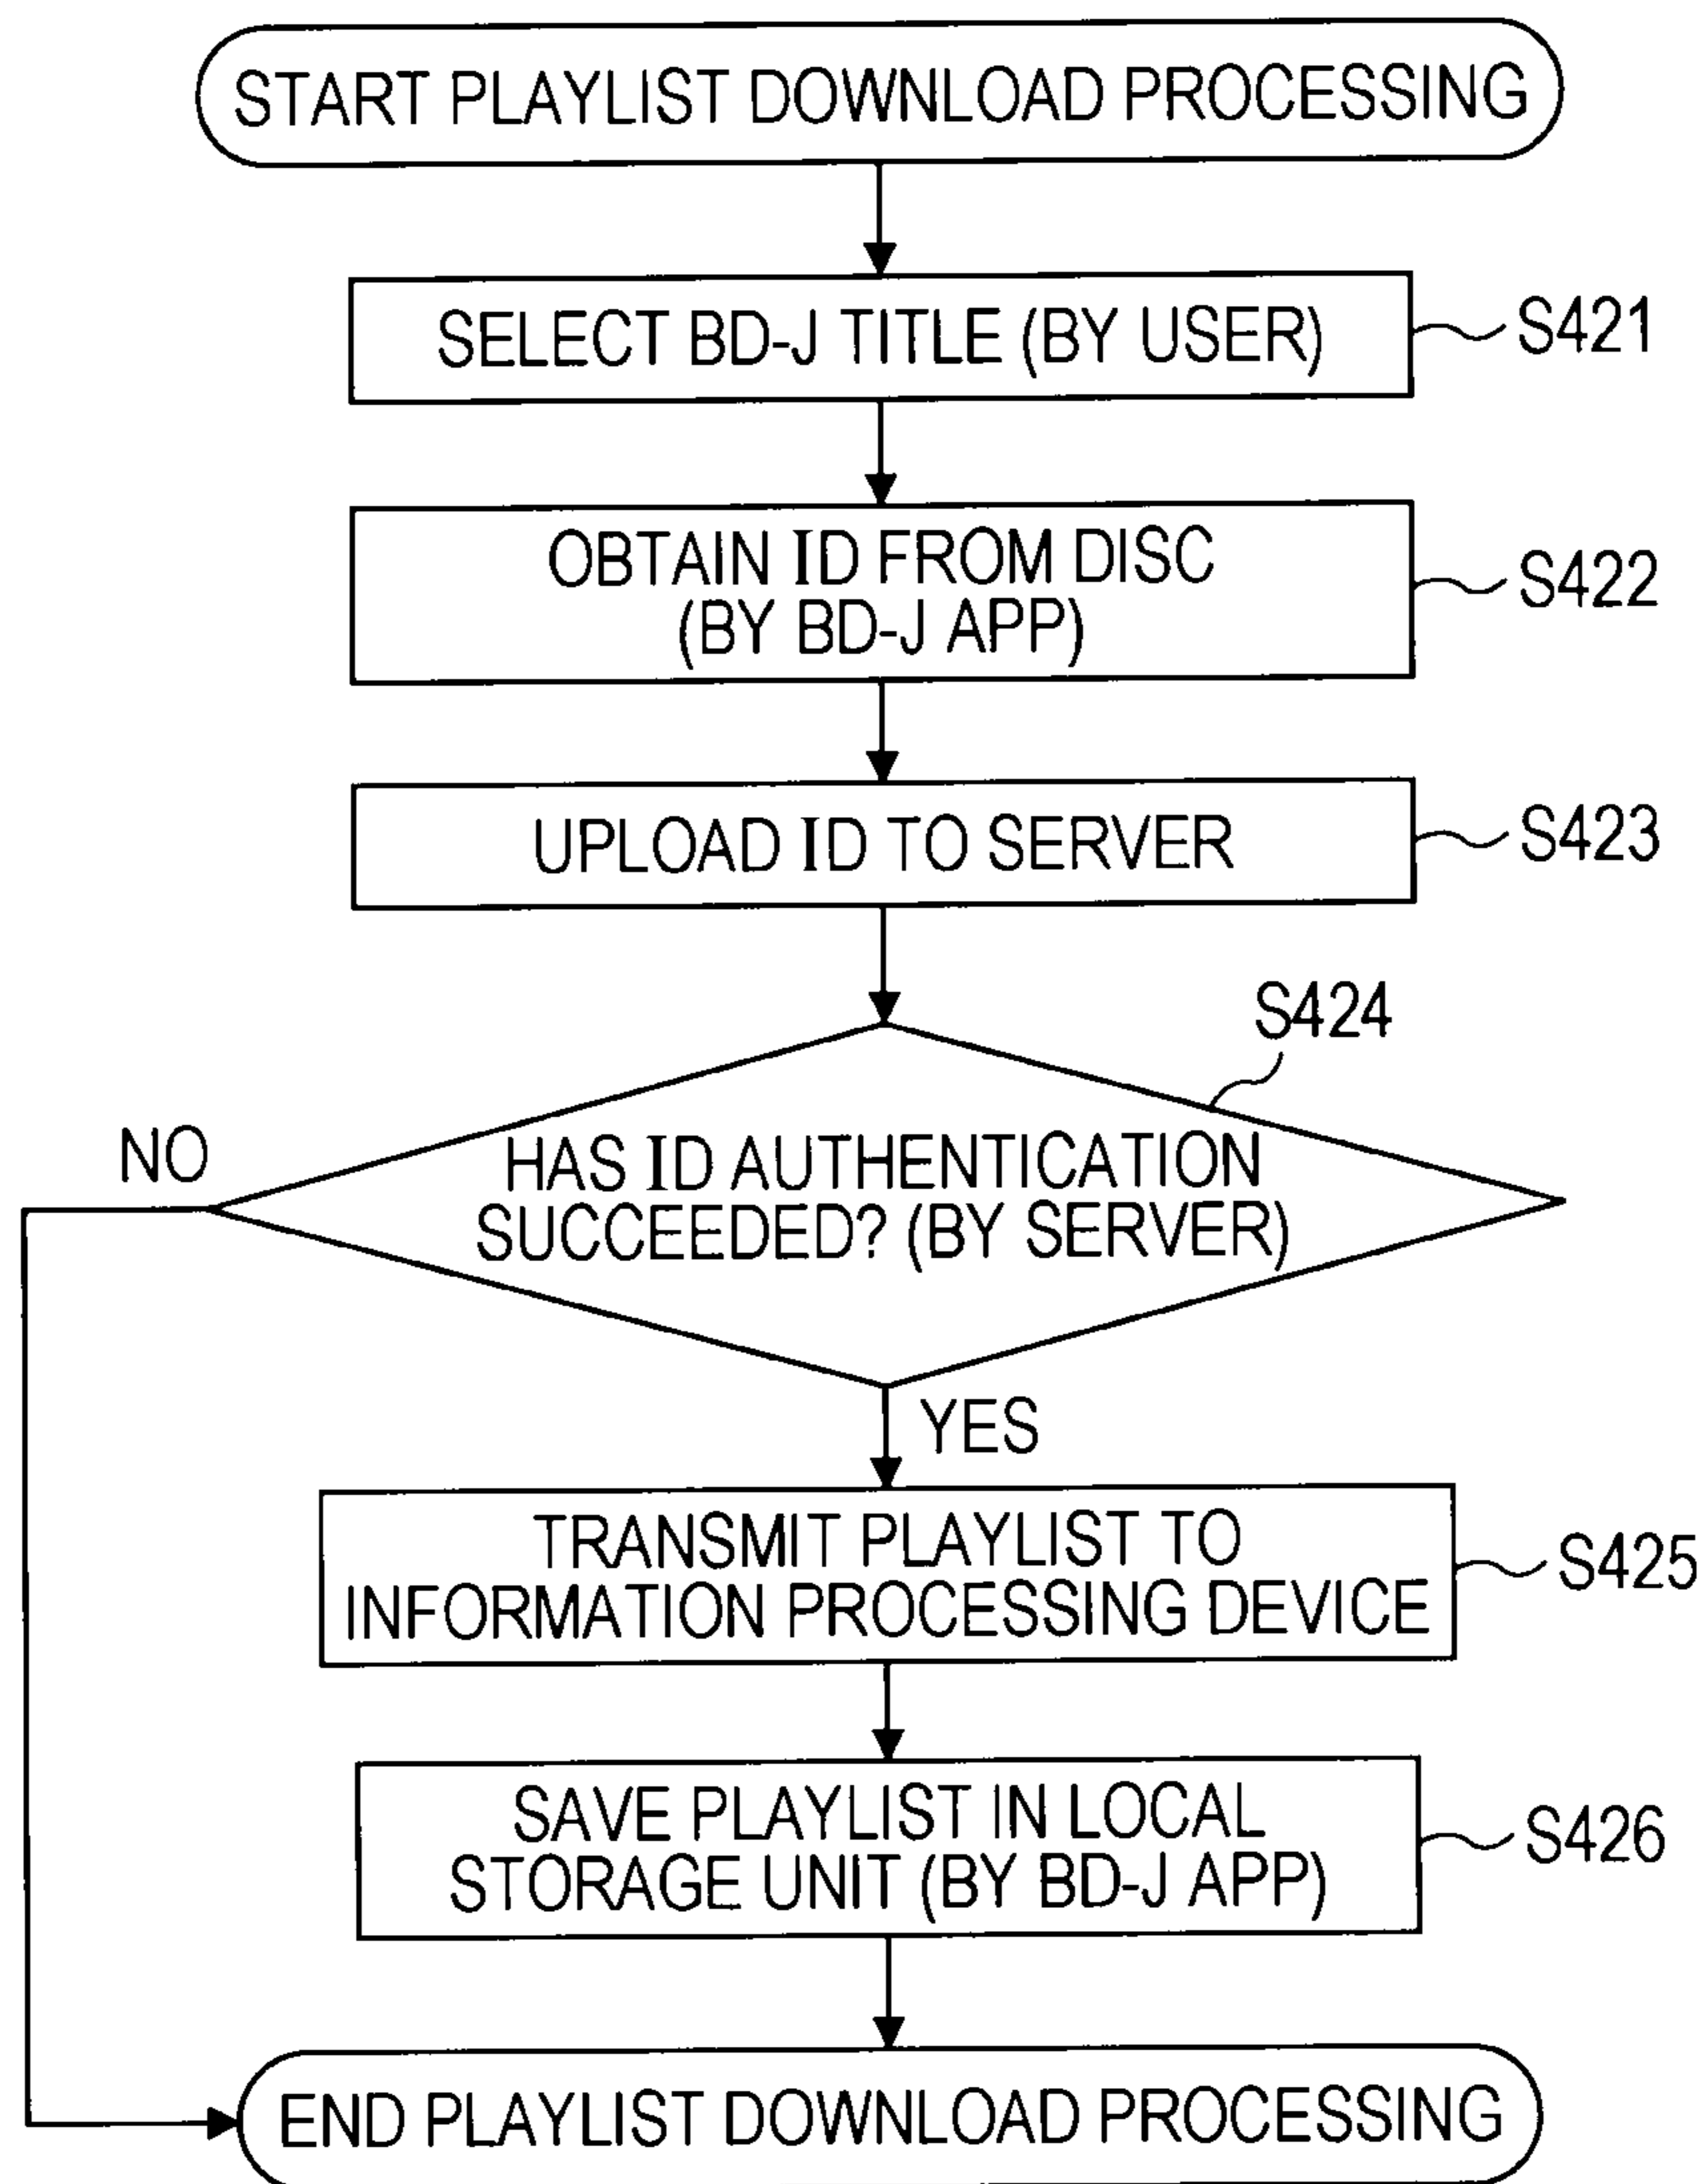 START PLAYLIST DOWNLOAD PROCESSING
SELECT BD-J TITLE (BY USER)
S421
OBTAIN ID FROM DISC
(BY BD-J APP)
S422
UPLOAD ID TO SERVER
S423
S424
NO
HAS ID AUTHENTICATION
SUCCEEDED? (BY SERVER)
YES
TRANSMIT PLAYLIST TO
INFORMATION PROCESSING DEVICE
S425
SAVE PLAYLIST IN LOCAL
STORAGE UNIT (BY BD-J APP)
S426
END PLAYLIST DOWNLOAD PROCESSING